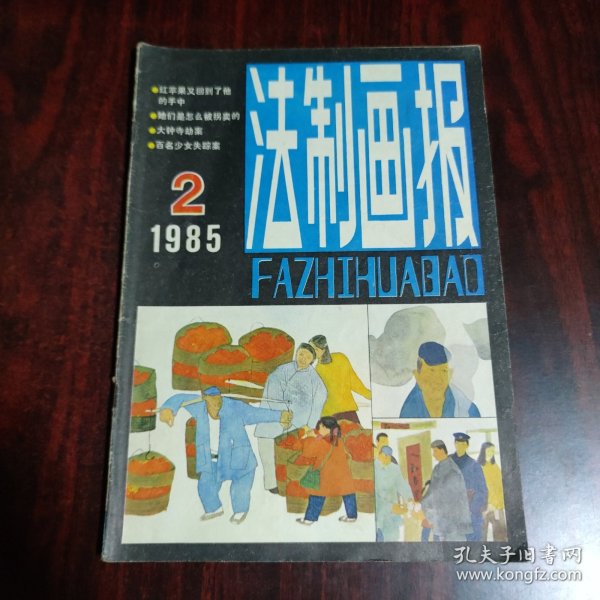 ●红苹果又回到了他
的手中
●她们是怎么被拐卖的
●大钟寺劫案
●百名少女失踪案
2
1985
法制画报
FAZHIHUABAO
孔夫子旧书网
www.kongfz.com